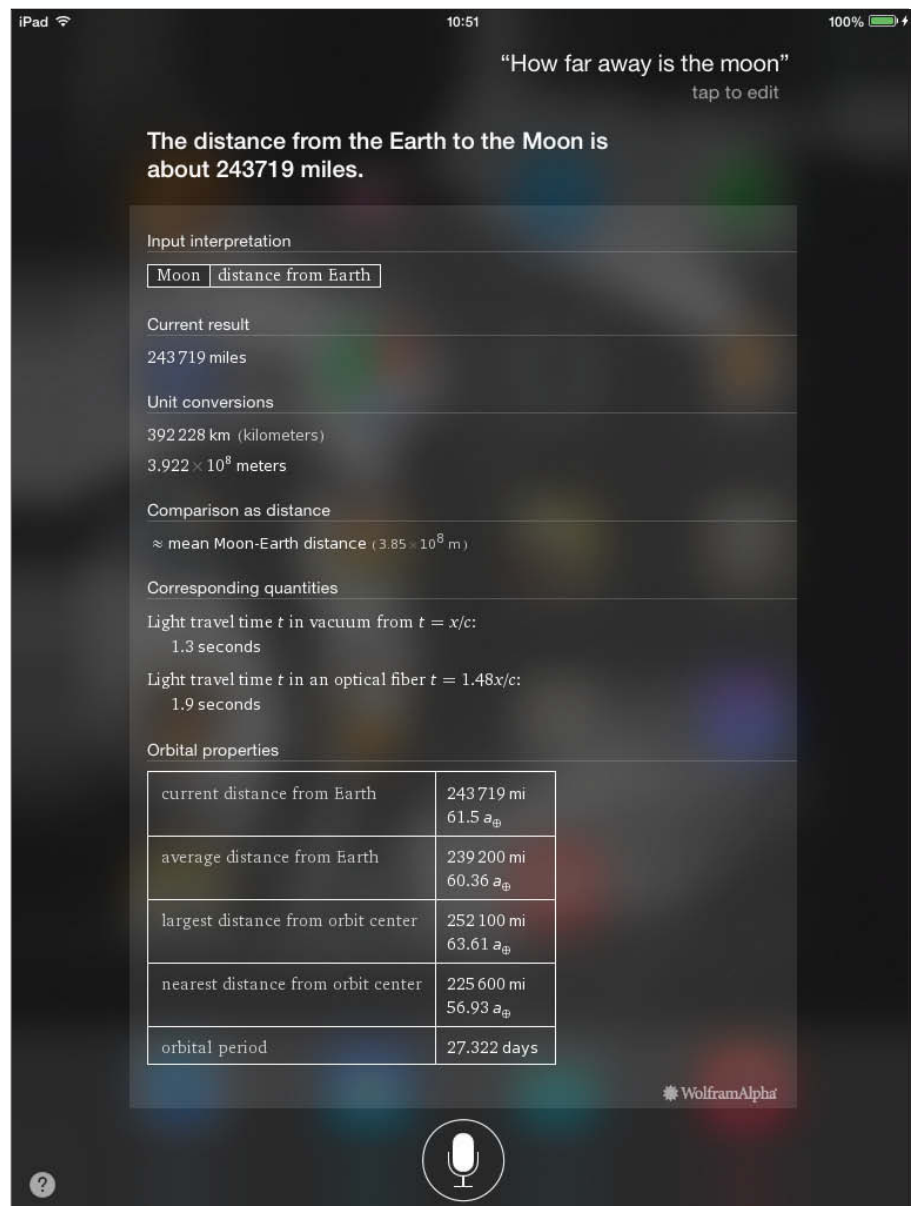 iPad 10:51 100%
“How far away is the moon”
tap to edit
The distance from the Earth to the Moon is
about 243719 miles.
Input interpretation
Moon distance from Earth
Current result
243 719 miles
Unit conversions
392 228 km (kilometers)
3.922 × 10⁸ meters
Comparison as distance
≈ mean Moon-Earth distance (3.85 × 10⁸ m)
Corresponding quantities
Light travel time t in vacuum from t = x/c:
1.3 seconds
Light travel time t in an optical fiber t = 1.48x/c:
1.9 seconds
Orbital properties
current distance from Earth 243 719 mi
61.5 a⊕
average distance from Earth 239 200 mi
60.36 a⊕
largest distance from orbit center 252 100 mi
63.61 a⊕
nearest distance from orbit center 225 600 mi
56.93 a⊕
orbital period 27.322 days
WolframAlpha
?